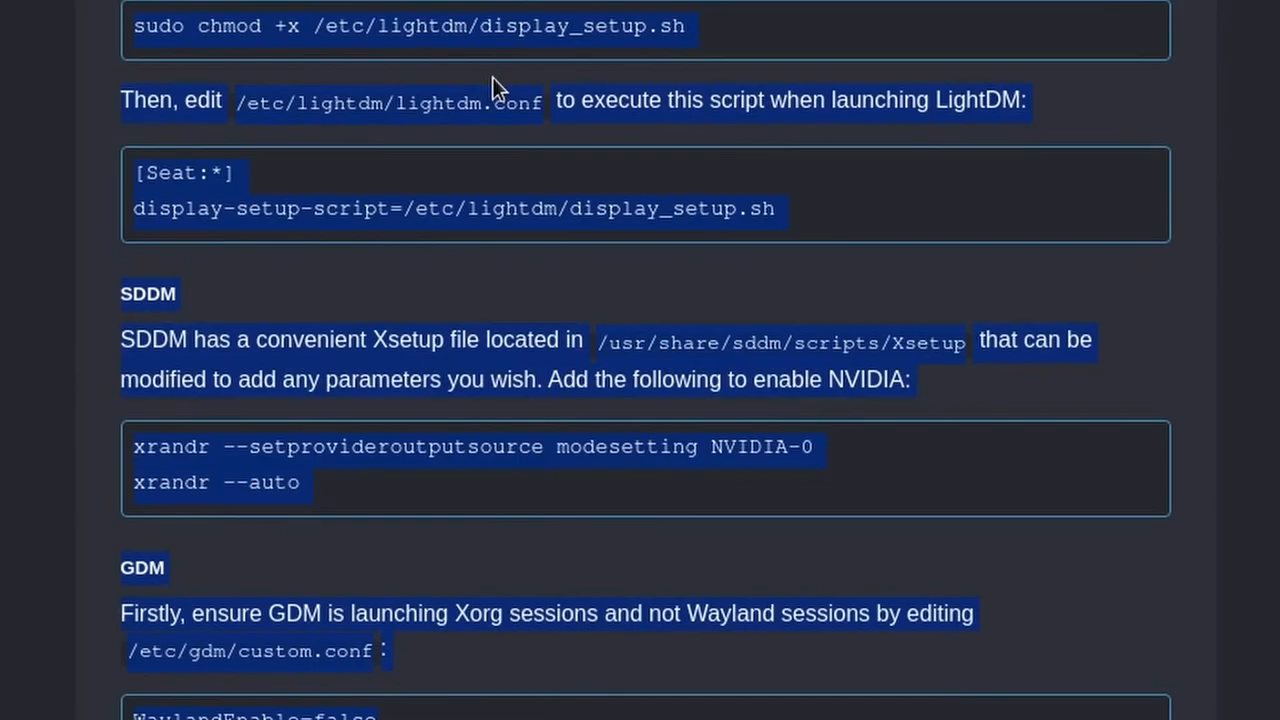 sudo chmod +x /etc/lightdm/display_setup.sh
Then, edit /etc/lightdm/lightdm.conf to execute this script when launching LightDM:
[Seat:*]
display-setup-script=/etc/lightdm/display_setup.sh
SDDM
SDDM has a convenient Xsetup file located in /usr/share/sddm/scripts/Xsetup that can be
modified to add any parameters you wish. Add the following to enable NVIDIA:
xrandr --setprovideroutputsource modesetting NVIDIA-0
xrandr --auto
GDM
Firstly, ensure GDM is launching Xorg sessions and not Wayland sessions by editing
/etc/gdm/custom.conf :
WaylandEnable=false